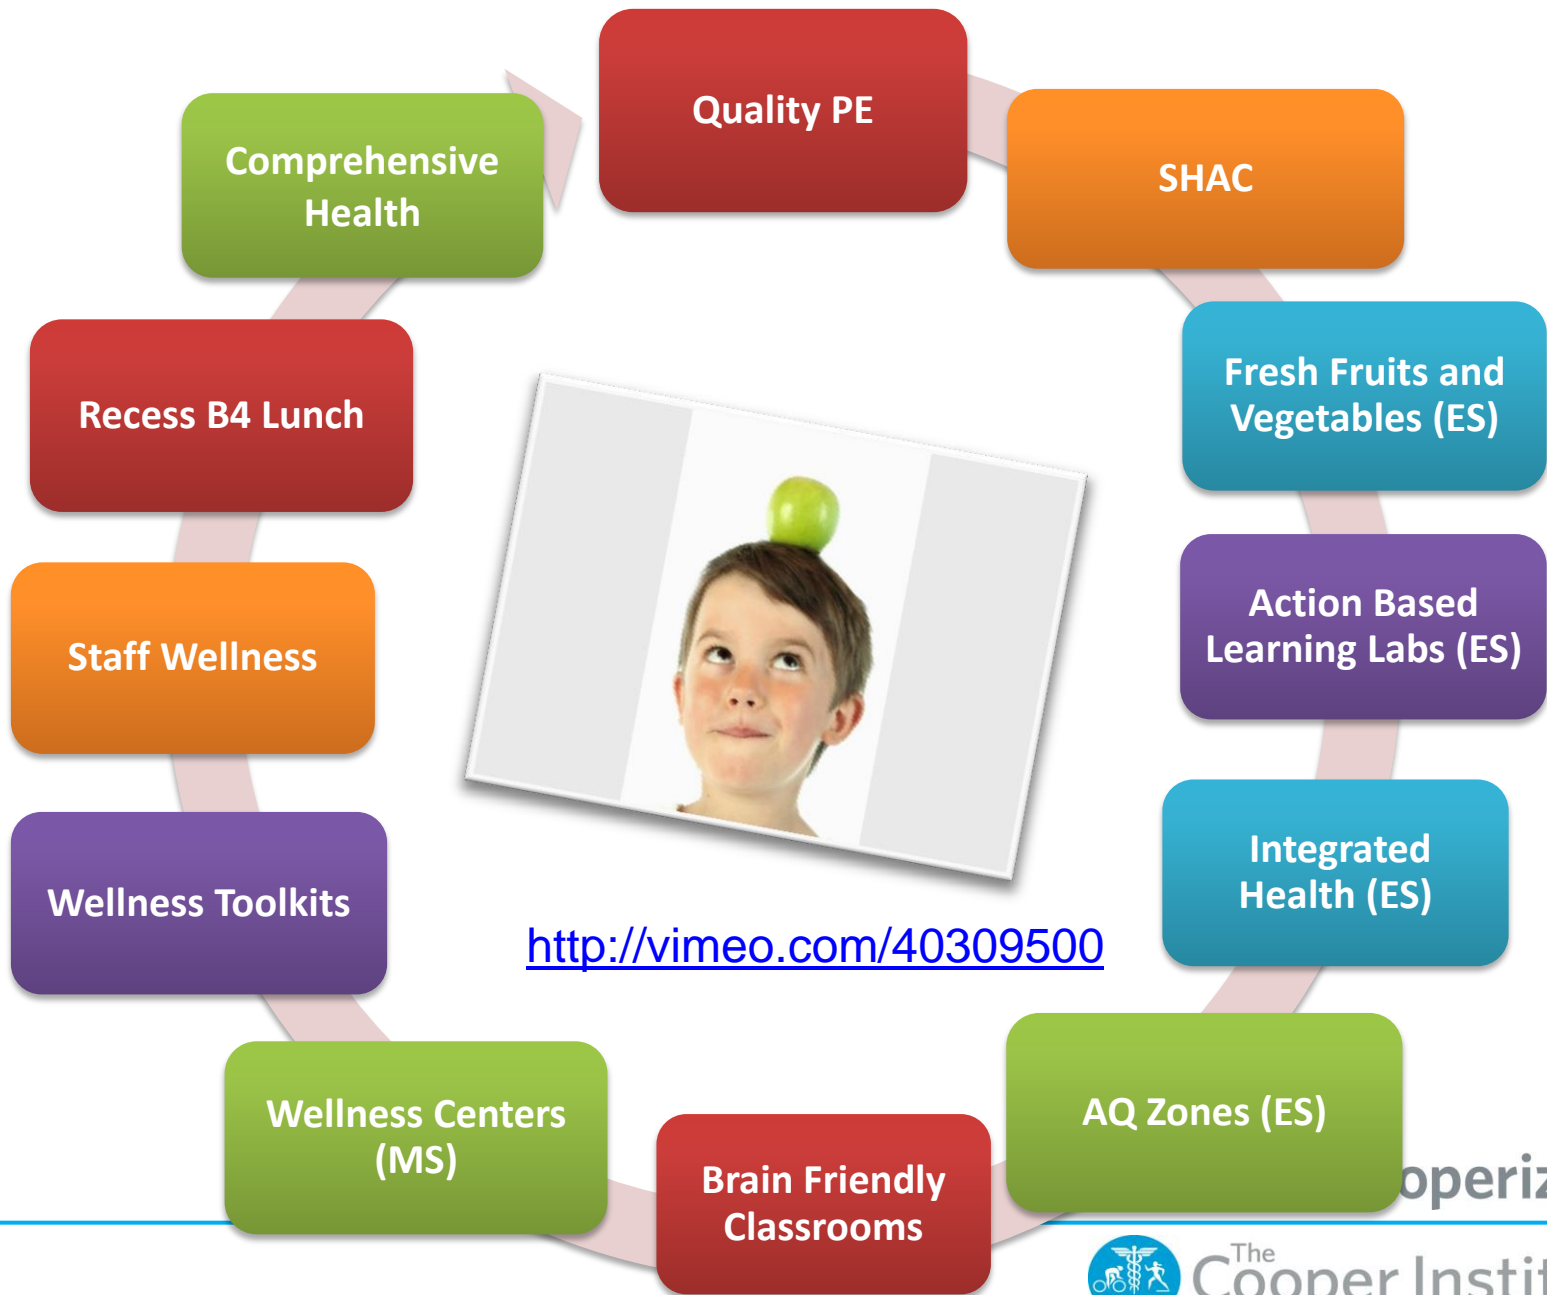 Quality PE
SHAC
Fresh Fruits and
Vegetables (ES)
Action Based
Learning Labs (ES)
Integrated
Health (ES)
AQ Zones (ES)
Brain Friendly
Classrooms
Wellness Centers
(MS)
Wellness Toolkits
Staff Wellness
Recess B4 Lunch
Comprehensive
Health
http://vimeo.com/40309500
The
Cooper